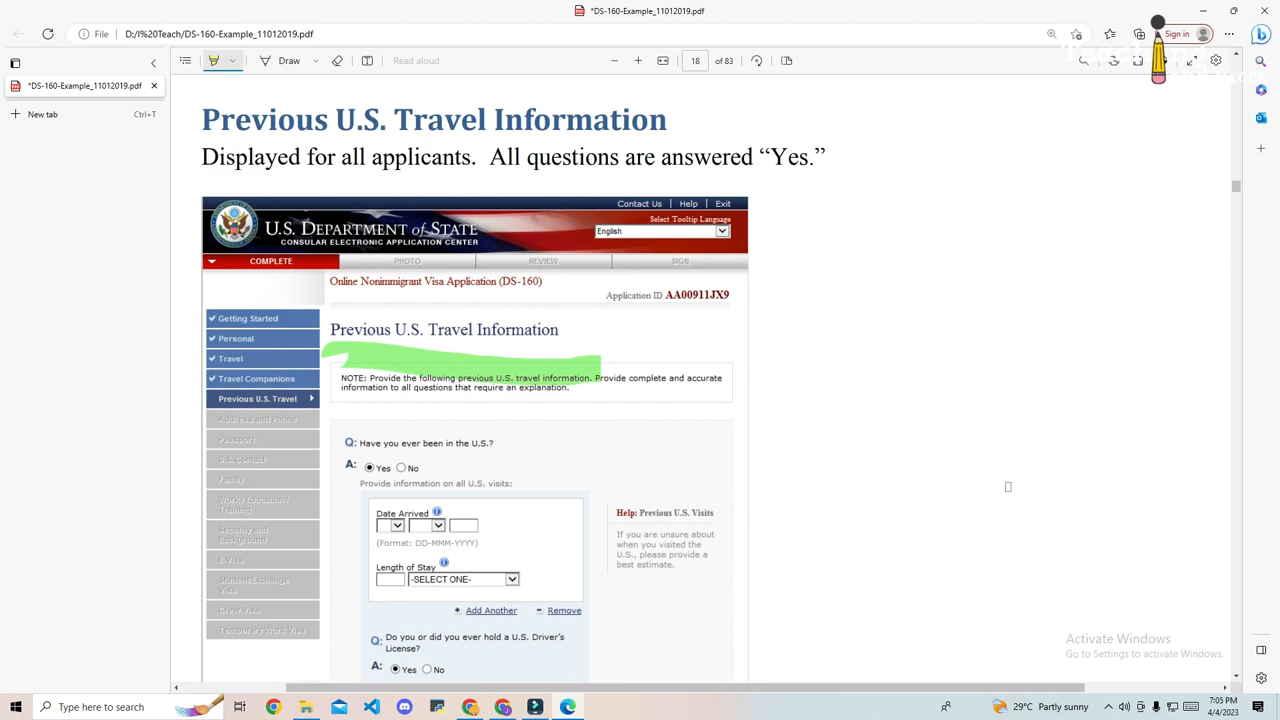 *DS-160-Example_11012019.pdf
File
D:/I%20Teach/DS-160-Example_11012019.pdf
Sign in
*DS-160-Example_11012019.pdf
New tab
Ctrl+T
Draw
Read aloud
18
of 83
Previous U.S. Travel Information
Displayed for all applicants. All questions are answered “Yes.”
Contact Us
Help
Exit
Select Tooltip Language
English
U.S. DEPARTMENT OF STATE
CONSULAR ELECTRONIC APPLICATION CENTER
COMPLETE
PHOTO
REVIEW
SIGN
Online Nonimmigrant Visa Application (DS-160)
Application ID AA00911JX9
Getting Started
Personal
Travel
Travel Companions
Previous U.S. Travel
Address and Phone
Passport
U.S. Contact
Family
Work / Education /
Training
Security and
Background
E-Visa
Student/Exchange
Visa
Crew Visa
Temporary Work Visa
Previous U.S. Travel Information
NOTE: Provide the following previous U.S. travel information. Provide complete and accurate
information to all questions that require an explanation.
Q: Have you ever been in the U.S.?
A: Yes No
Provide information on all U.S. visits:
Date Arrived
(Format: DD-MMM-YYYY)
Length of Stay
-SELECT ONE-
Add Another
Remove
Q: Do you or did you ever hold a U.S. Driver's
License?
A: Yes No
Help: Previous U.S. Visits
If you are unsure about
when you visited the
U.S., please provide a
best estimate.
Activate Windows
Go to Settings to activate Windows.
Type here to search
29°C Partly sunny
7:05 PM
4/4/2023